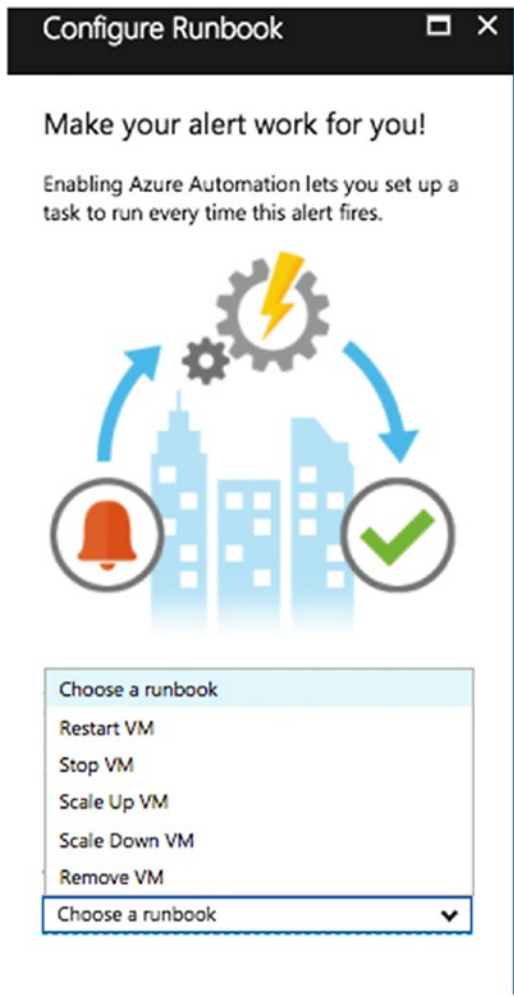 Configure Runbook
Make your alert work for you!
Enabling Azure Automation lets you set up a
task to run every time this alert fires.
Choose a runbook
Restart VM
Stop VM
Scale Up VM
Scale Down VM
Remove VM
Choose a runbook